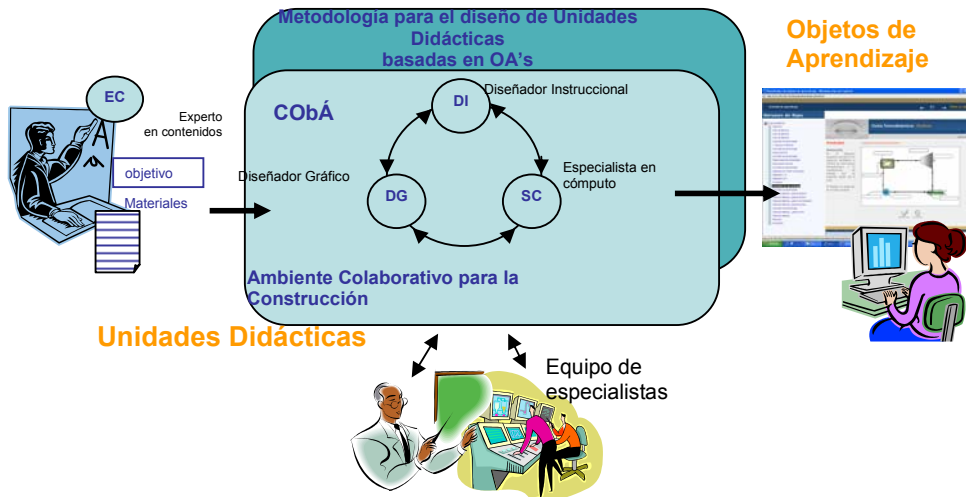 Metodología para el diseño de Unidades
Didácticas
basadas en OA's
Objetos de
Aprendizaje
EC
Experto
en contenidos
objetivo
Materiales
CObÁ
DI
Diseñador Instruccional
Diseñador Gráfico
DG
SC
Especialista en
cómputo
Ambiente Colaborativo para la
Construcción
Unidades Didácticas
Equipo de
especialistas